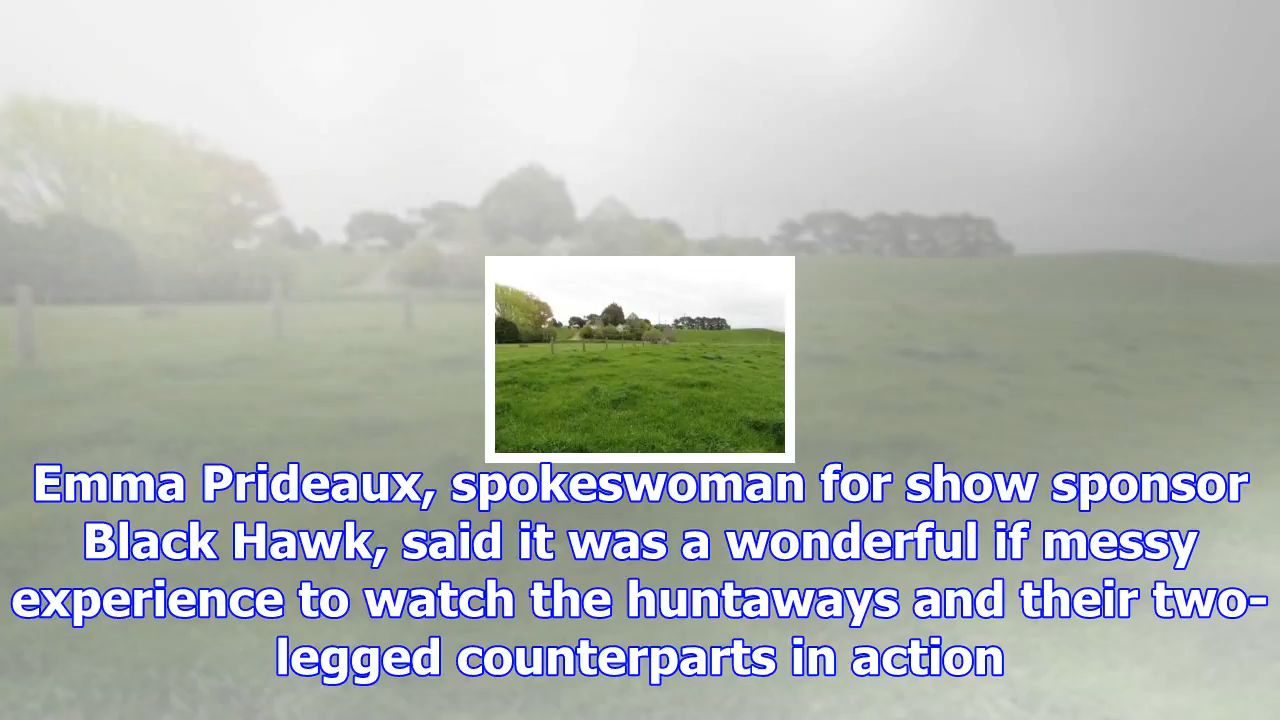 Emma Prideaux, spokeswoman for show sponsor
Black Hawk, said it was a wonderful if messy
experience to watch the huntaways and their two-
legged counterparts in action